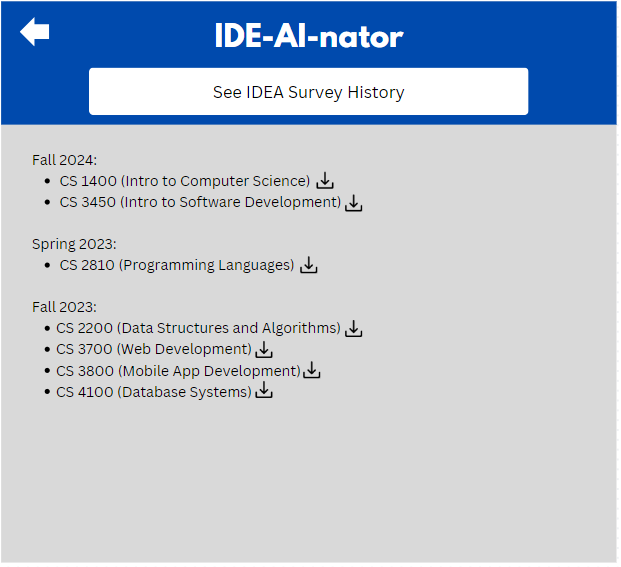 IDE-AI-nator
See IDEA Survey History
Fall 2024:
• CS 1400 (Intro to Computer Science)
• CS 3450 (Intro to Software Development)
Spring 2023:
• CS 2810 (Programming Languages)
Fall 2023:
• CS 2200 (Data Structures and Algorithms)
• CS 3700 (Web Development)
• CS 3800 (Mobile App Development)
• CS 4100 (Database Systems)